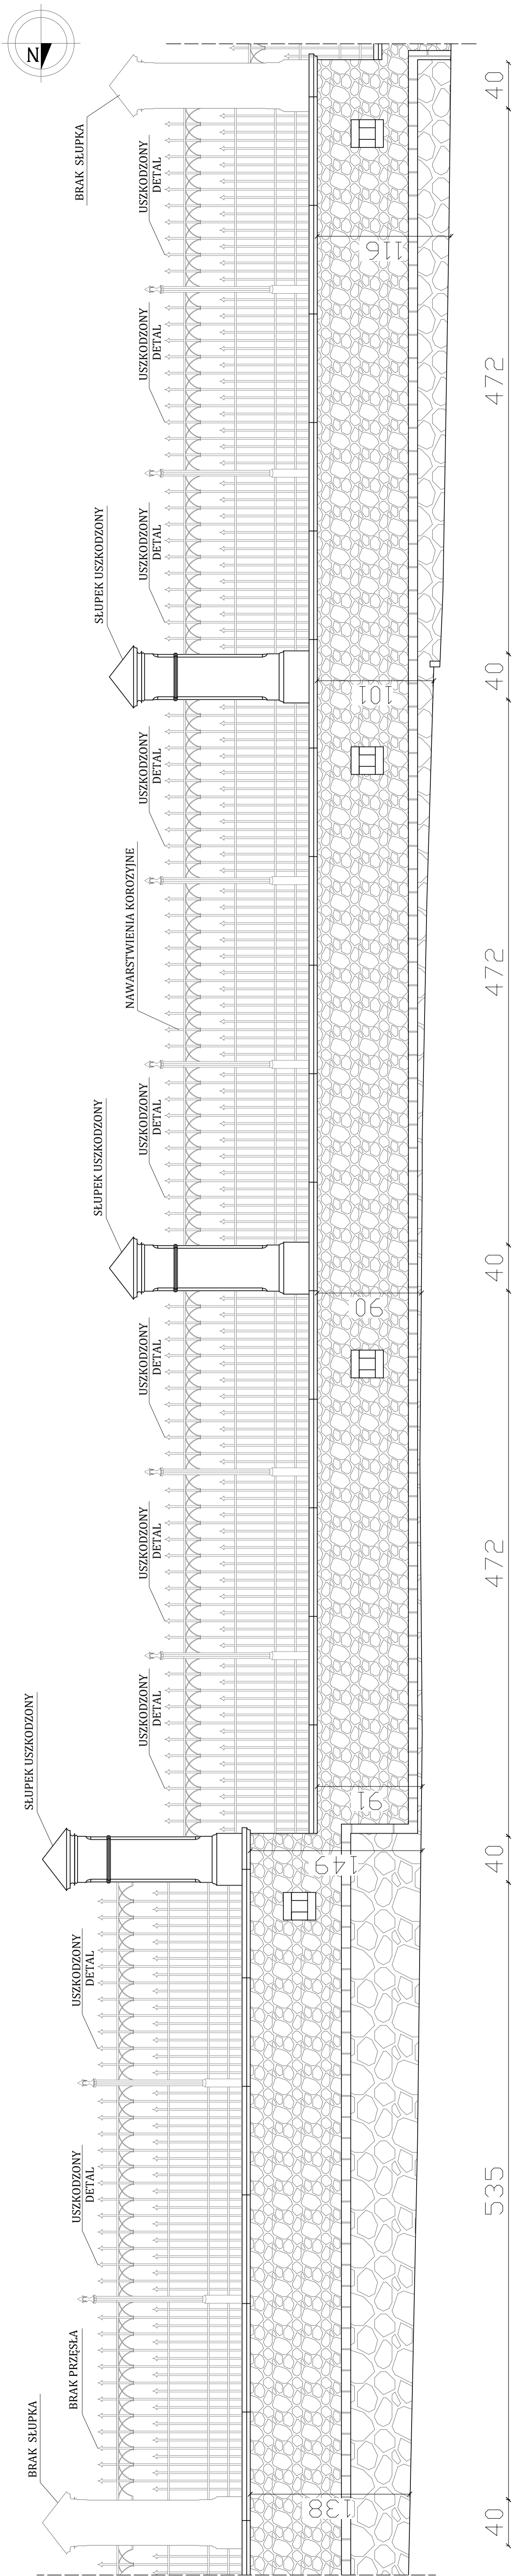 BRAK SŁUPKA
SŁUPEK USZKODZONY
N
BRAK PRZĘSŁA
USZKODZONY
DETAL
USZKODZONY
DETAL
BRAK SŁUPKA
SŁUPEK USZKODZONY
SŁUPEK USZKODZONY
NAWARSTWIENIA KOROZYJNE
USZKODZONY
DETAL
USZKODZONY
DETAL
USZKODZONY
DETAL
USZKODZONY
DETAL
USZKODZONY
DETAL
USZKODZONY
DETAL
USZKODZONY
DETAL
USZKODZONY
DETAL
138
149
91
90
101
116
40
535
40
472
40
472
40
472
40